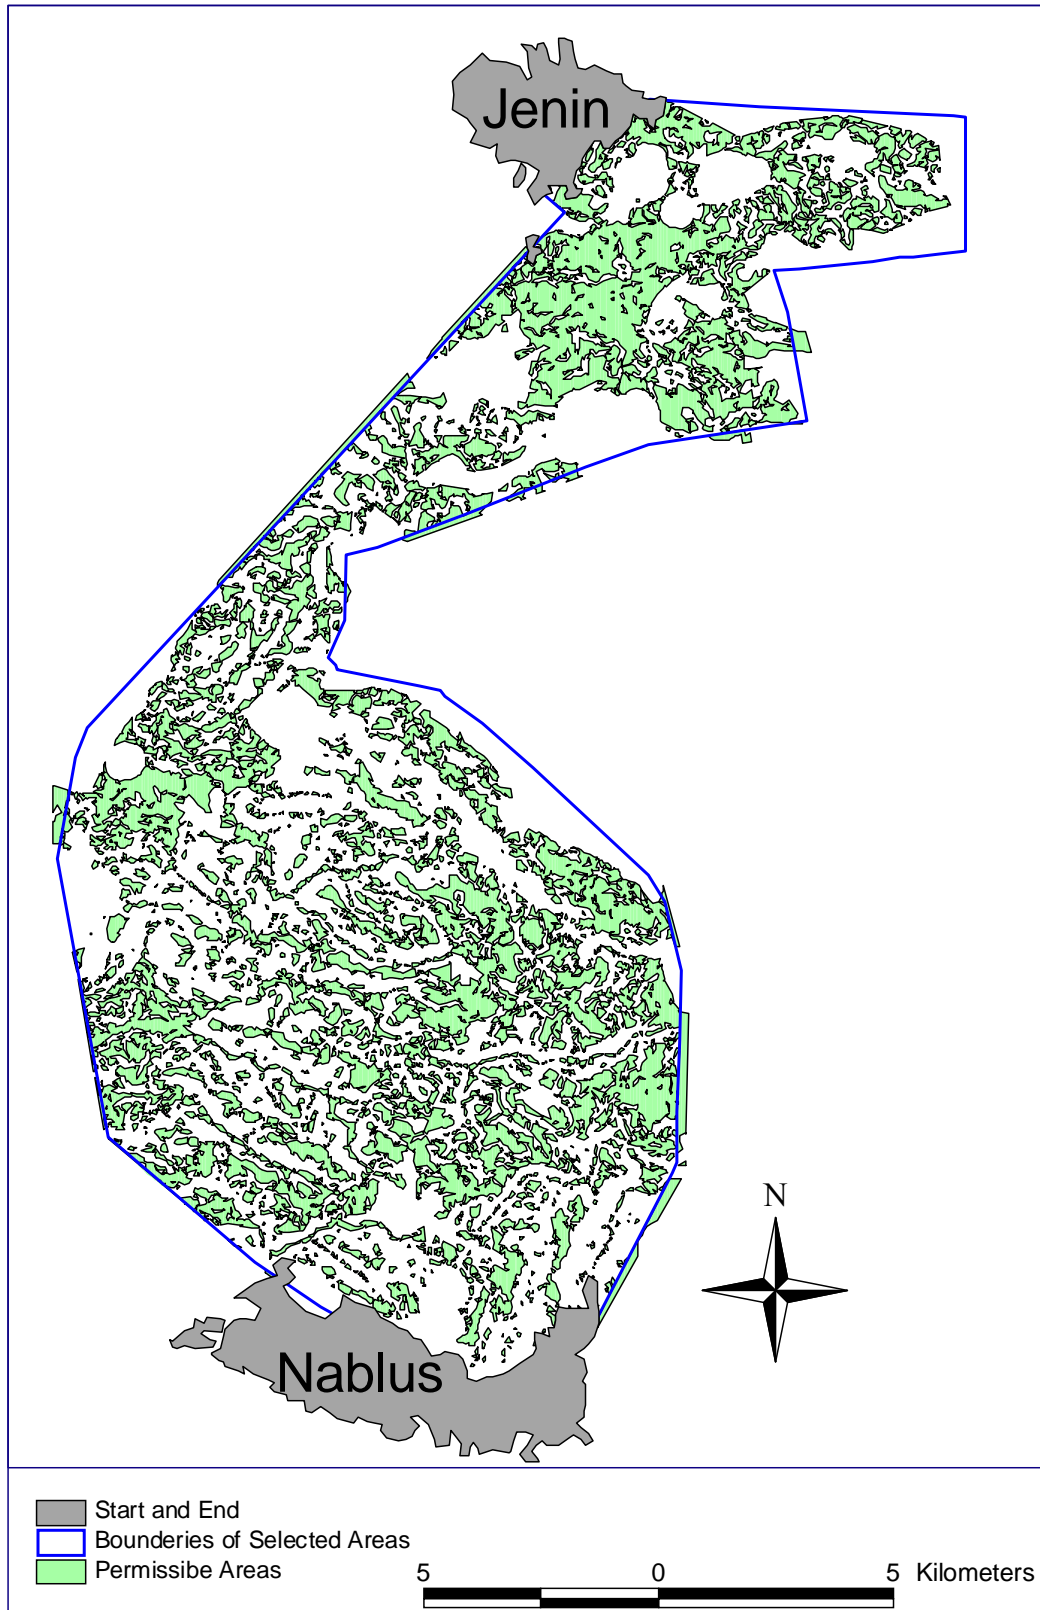 Jenin
N
Nablus
Start and End
Bounderies of Selected Areas
Permissibe Areas
5 0 5 Kilometers